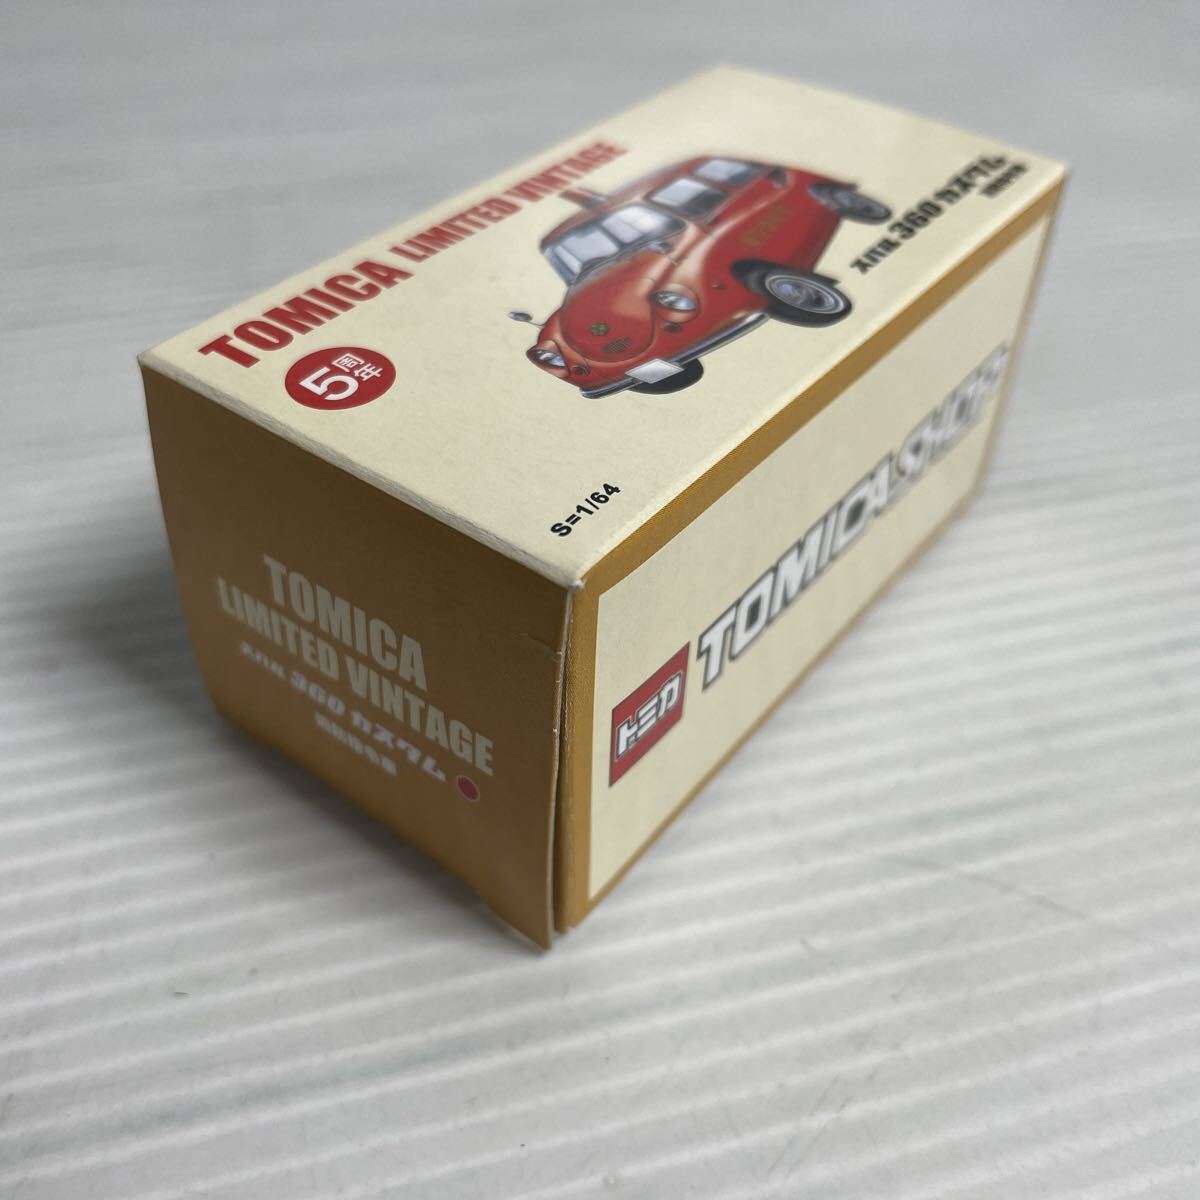 TOMICA LIMITED VINTAGE
5周年
スバル 360 カスタム
S=1/64
TOMICA
LIMITED VINTAGE
スバル 360 カスタム
トミカ
TOMICA SHOP